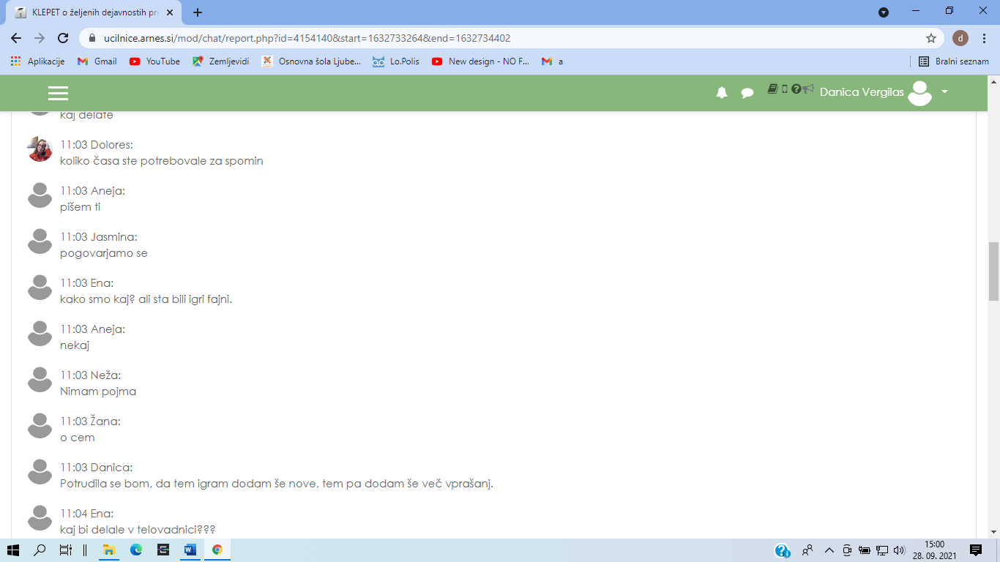 KLEPET o željenih dejavnostih pri
ucilnice.arnes.si/mod/chat/report.php?id=4154140&start=1632733264&end=1632734402
d
Aplikacije
Gmail
YouTube
Zemljevidi
Osnovna šola Ljube...
Lo.Polis
New design - NO F...
a
Bralni seznam
Danica Vergilas
kaj delate
11:03 Dolores:
koliko časa ste potrebovale za spomin
11:03 Aneja:
pišem ti
11:03 Jasmina:
pogovarjamo se
11:03 Ena:
kako smo kaj? ali sta bili igri fajni.
11:03 Aneja:
nekaj
11:03 Neža:
Nimam pojma
11:03 Žana:
o cem
11:03 Danica:
Potrudila se bom, da tem igram dodam še nove, tem pa dodam še več vprašanj.
11:04 Ena:
kaj bi delale v telovadnici???
15:00
28. 09. 2021